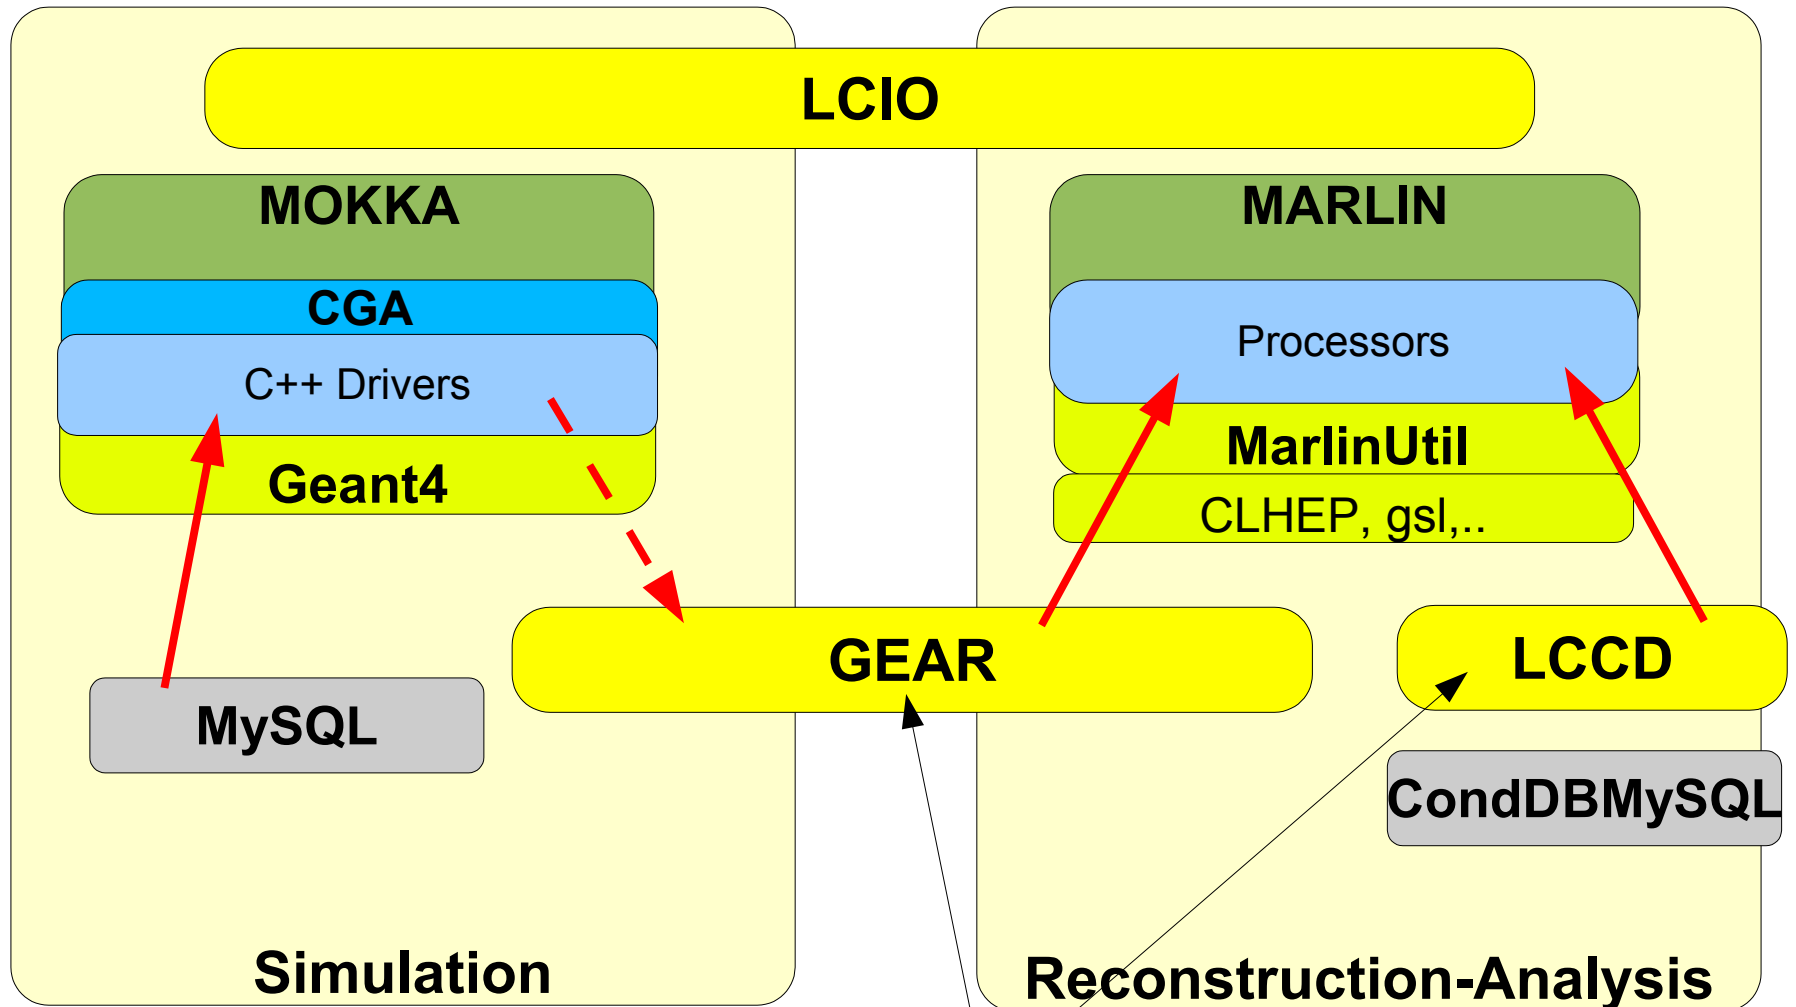 LCIO
MOKKA
CGA
C++ Drivers
Geant4
MARLIN
Processors
MarlinUtil
CLHEP, gsl,..
GEAR
LCCD
MySQL
CondDBMySQL
Simulation
Reconstruction-Analysis